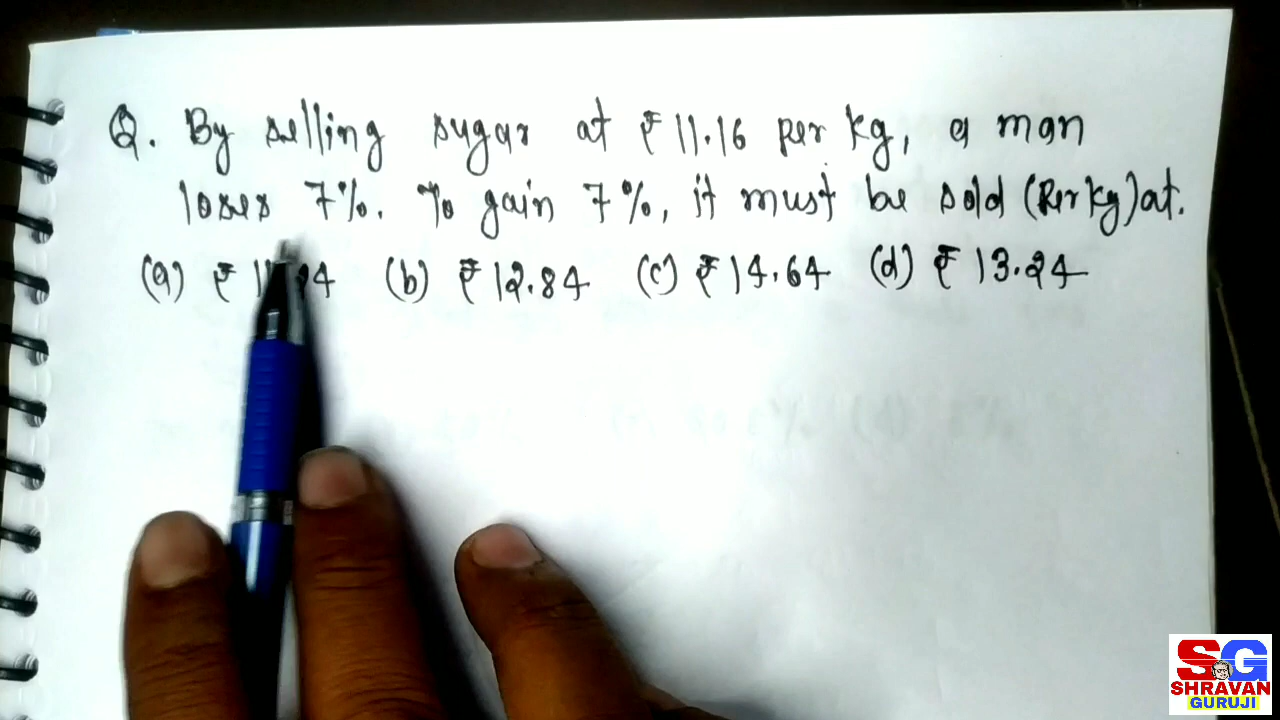 Q. By selling sugar at ₹ 11.16 per kg, a man
loses 7%. To gain 7%, it must be sold (Per kg) at.
(a) ₹ (b) ₹ 12.84 (c) ₹ 14.64 (d) ₹ 13.24
SG
SHRAVAN
GURUJI